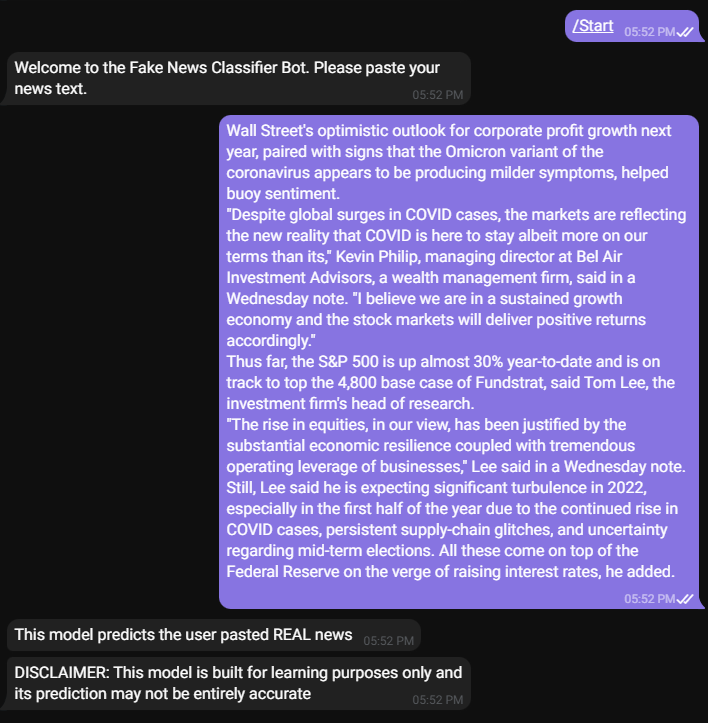 /Start
05:52 PM
Welcome to the Fake News Classifier Bot. Please paste your
news text.
05:52 PM
Wall Street's optimistic outlook for corporate profit growth next
year, paired with signs that the Omicron variant of the
coronavirus appears to be producing milder symptoms, helped
buoy sentiment.
"Despite global surges in COVID cases, the markets are reflecting
the new reality that COVID is here to stay albeit more on our
terms than its," Kevin Philip, managing director at Bel Air
Investment Advisors, a wealth management firm, said in a
Wednesday note. "I believe we are in a sustained growth
economy and the stock markets will deliver positive returns
accordingly."
Thus far, the S&P 500 is up almost 30% year-to-date and is on
track to top the 4,800 base case of Fundstrat, said Tom Lee, the
investment firm's head of research.
"The rise in equities, in our view, has been justified by the
substantial economic resilience coupled with tremendous
operating leverage of businesses," Lee said in a Wednesday note.
Still, Lee said he is expecting significant turbulence in 2022,
especially in the first half of the year due to the continued rise in
COVID cases, persistent supply-chain glitches, and uncertainty
regarding mid-term elections. All these come on top of the
Federal Reserve on the verge of raising interest rates, he added.
05:52 PM
This model predicts the user pasted REAL news
05:52 PM
DISCLAIMER: This model is built for learning purposes only and
its prediction may not be entirely accurate
05:52 PM